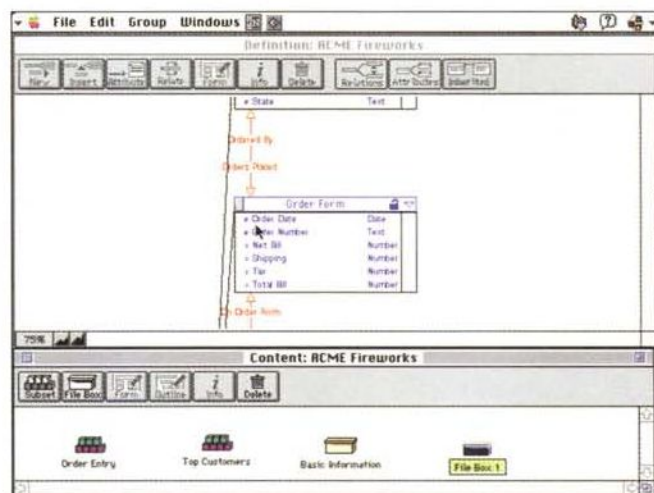 File Edit Group Windows
Definition: ACME Fireworks
New Insert Attribute Relate Form Info Delete Relations Attributes Inherited
State Text
Ordered By
Orders Placed
Order Form
Order Date Date
Order Number Text
Net Bill Number
Shipping Number
Tax Number
Total Bill Number
On Order Form
75%
Content: ACME Fireworks
Subset File Box Form Outline Info Delete
Order Entry Top Customers Basic Information File Box 1